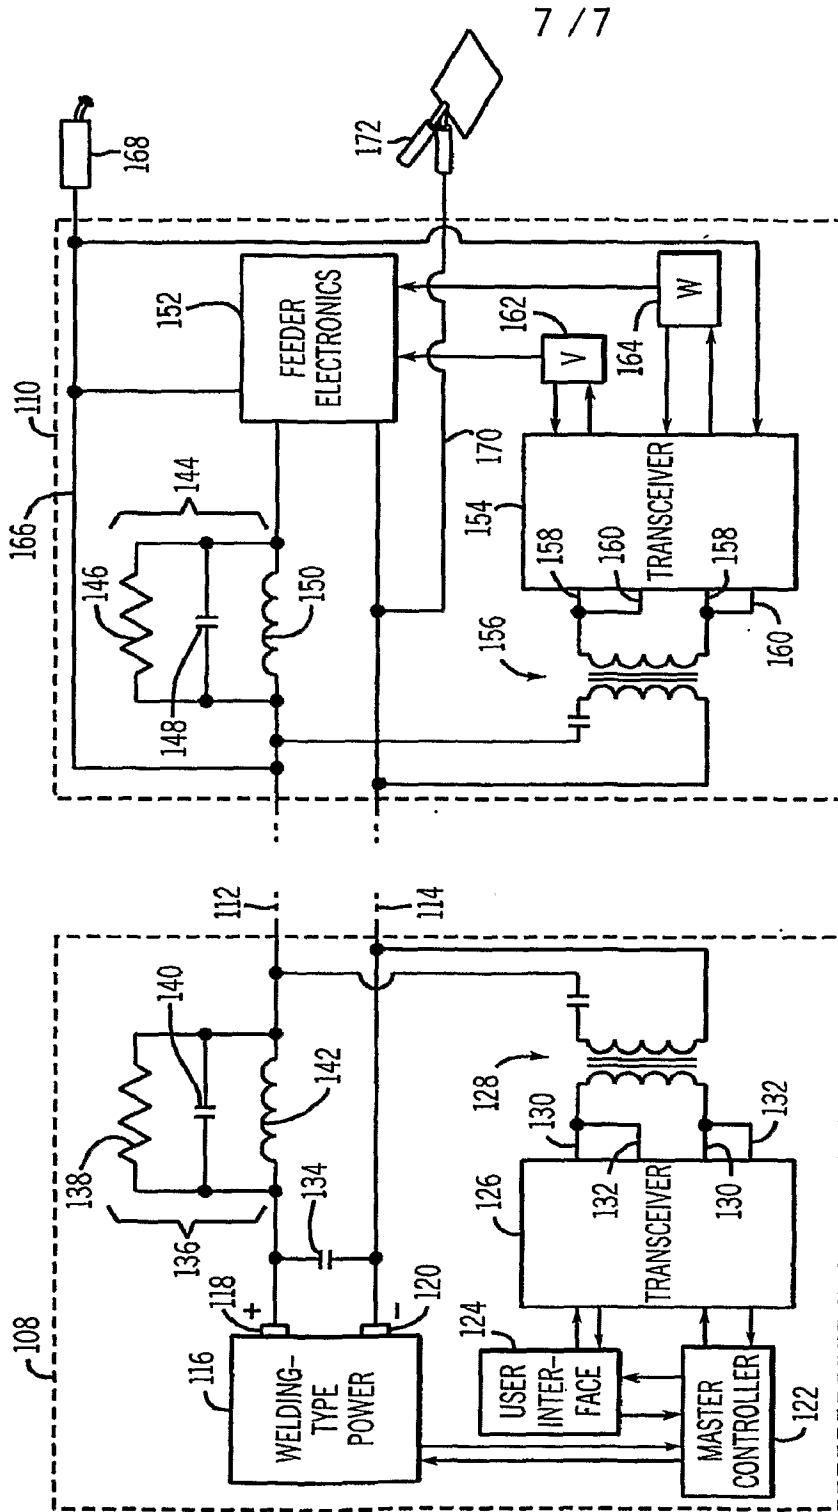 7 / 7
108
116
WELDING-
TYPE
POWER
118
+
120
-
134
136
138
140
142
112
114
124
USER
INTER-
FACE
MASTER
CONTROLLER
122
126
TRANSCEIVER
130
132
130
132
128
166
110
146
144
148
150
152
FEEDER
ELECTRONICS
168
172
170
162
V
164
W
154
TRANSCEIVER
158
160
158
160
156